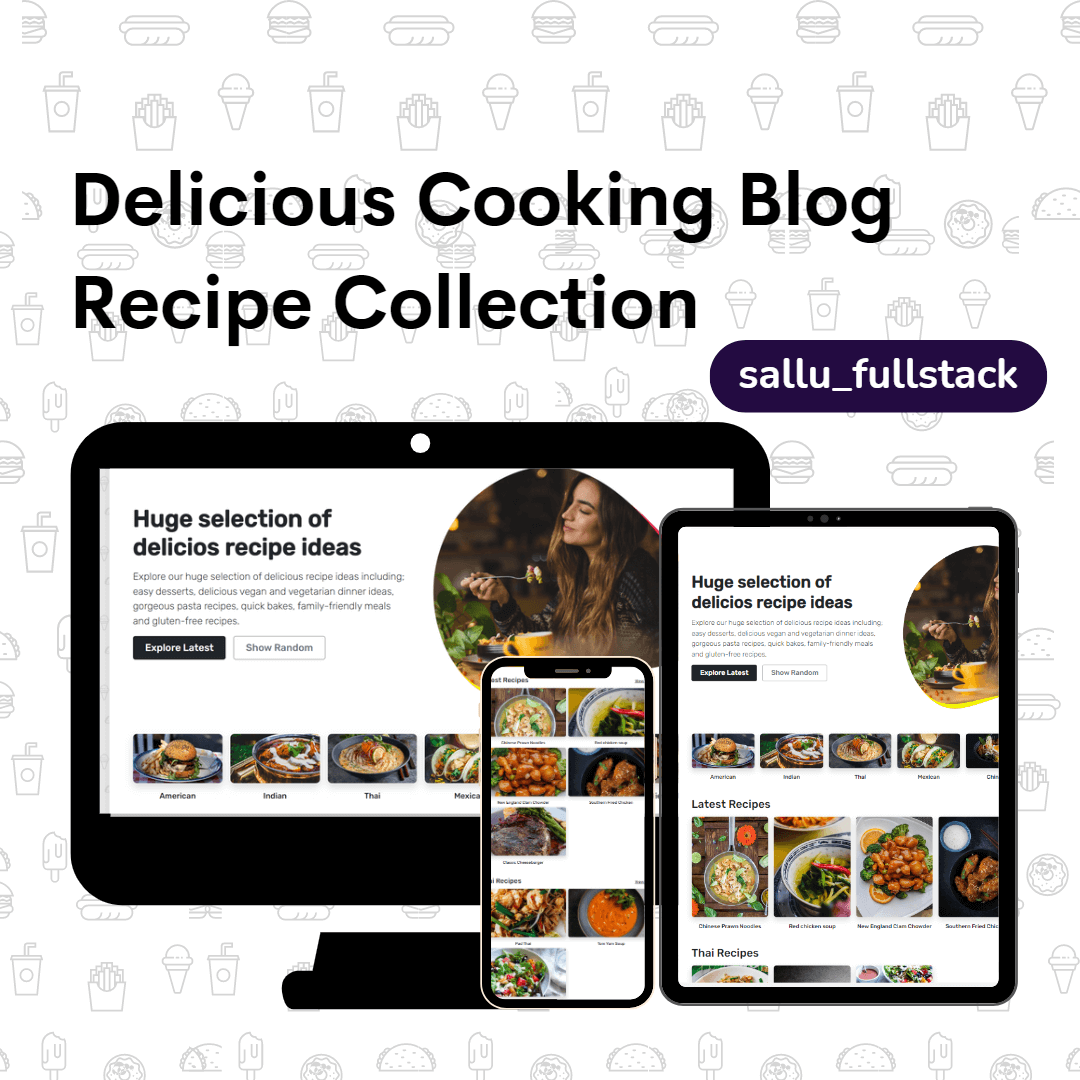 Delicious Cooking Blog
Recipe Collection
sallu_fullstack
Huge selection of
delicios recipe ideas
Explore our huge selection of delicious recipe ideas including;
easy desserts, delicious vegan and vegetarian dinner ideas,
gorgeous pasta recipes, quick bakes, family-friendly meals
and gluten-free recipes.
Explore Latest
Show Random
American
Indian
Thai
Mexica
est Recipes
Chinese Prawn Noodles
Red chicken soup
New England Clam Chowder
Southern Fried Chicken
Classic Cheeseburger
i Recipes
Pad Thai
Tom Yam Soup
Huge selection of
delicios recipe ideas
Explore our huge selection of delicious recipe ideas including;
easy desserts, delicious vegan and vegetarian dinner ideas,
gorgeous pasta recipes, quick bakes, family-friendly meals
and gluten-free recipes.
Explore Latest
Show Random
American
Indian
Thai
Mexican
Chin
Latest Recipes
Chinese Prawn Noodles
Red chicken soup
New England Clam Chowder
Southern Fried Chic
Thai Recipes